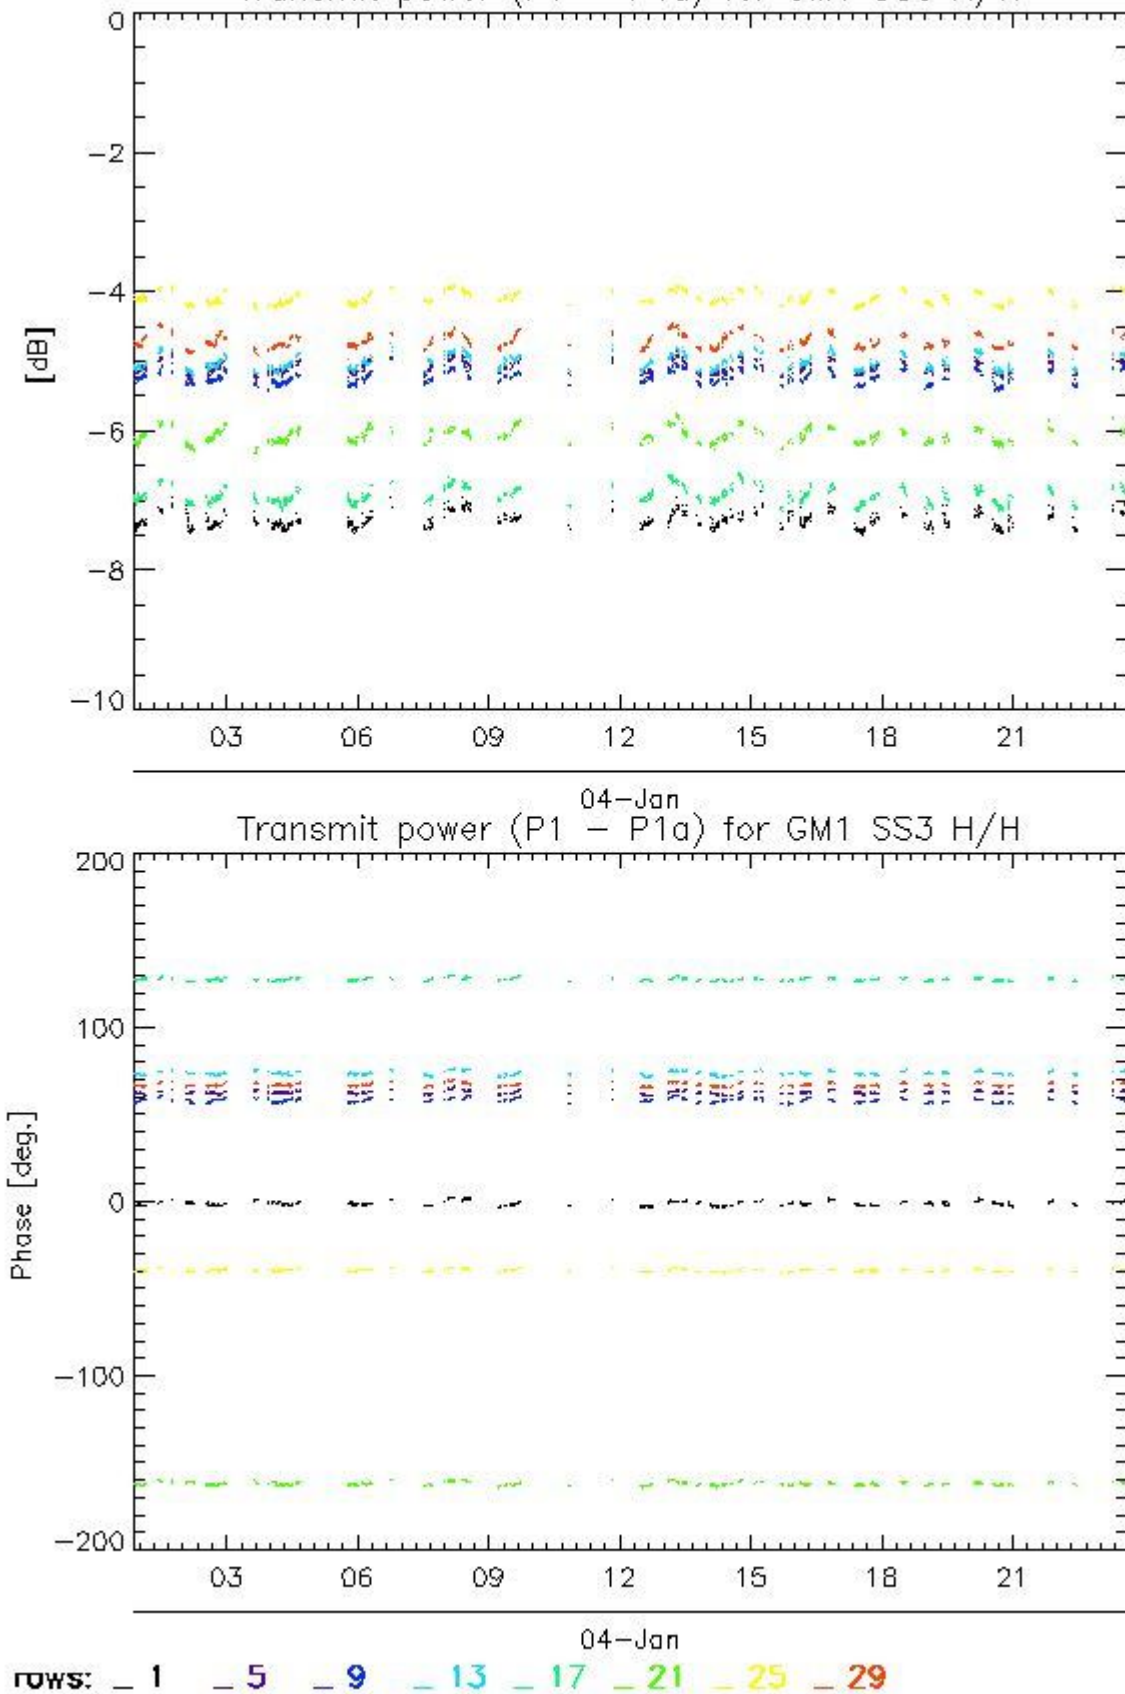 0
−2
−4
−6
−8
−10
[dB]
03 06 09 12 15 18 21
04−Jan
Transmit power (P1 − P1a) for GM1 SS3 H/H
200
100
0
−100
−200
Phase [deg.]
03 06 09 12 15 18 21
04−Jan
rows: _ 1 _ 5 _ 9 _ 13 _ 17 _ 21 _ 25 _ 29